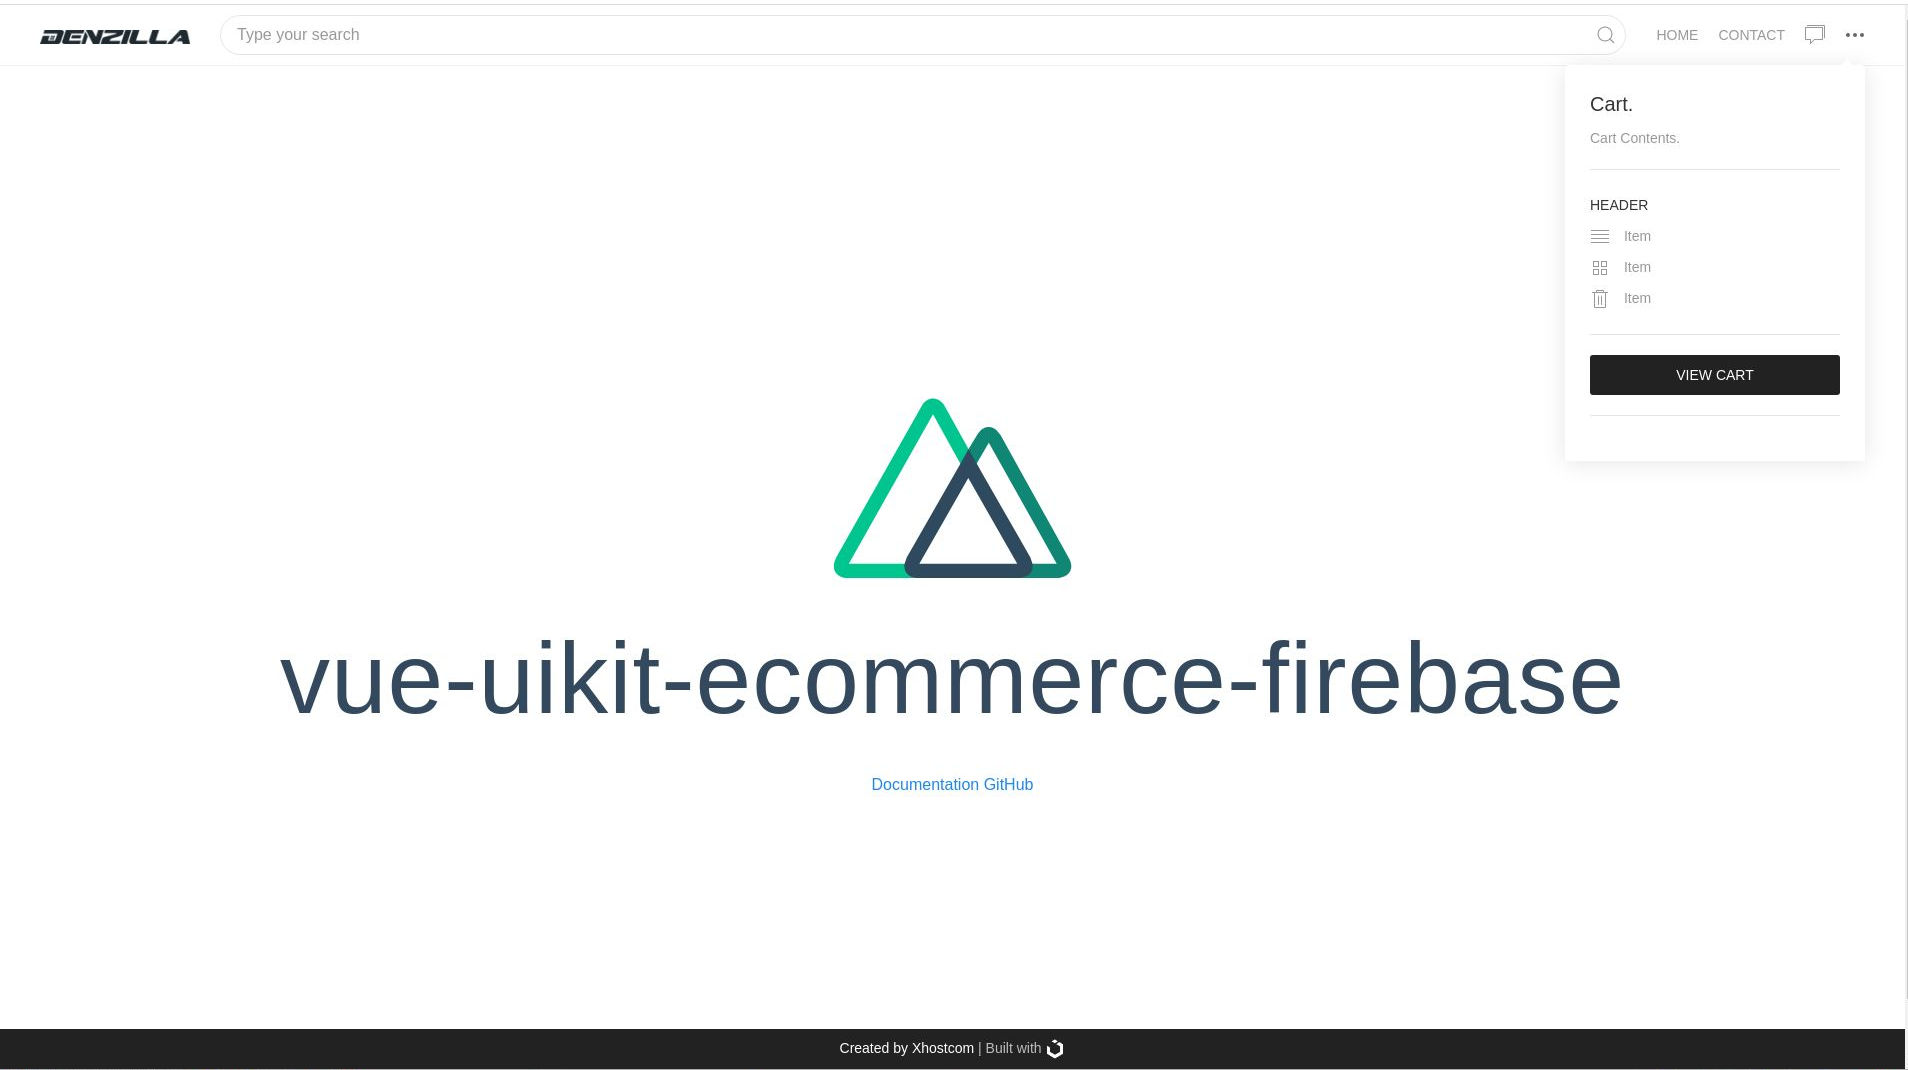 DENZILLA
Type your search
HOME
CONTACT
Cart.
Cart Contents.
HEADER
Item
Item
Item
VIEW CART
vue-uikit-ecommerce-firebase
Documentation GitHub
Created by Xhostcom | Built with